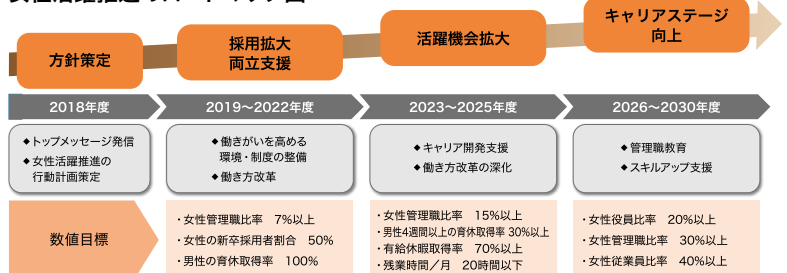 方針策定
採用拡大
両立支援
活躍機会拡大
キャリアステージ
向上
2018年度
2019〜2022年度
2023〜2025年度
2026〜2030年度
◆トップメッセージ発信
◆女性活躍推進の
行動計画策定
◆働きがいを高める
環境・制度の整備
◆働き方改革
◆キャリア開発支援
◆働き方改革の深化
◆管理職教育
◆スキルアップ支援
数値目標
・女性管理職比率 7%以上
・女性の新卒採用者割合 50%
・男性の育休取得率 100%
・女性管理職比率 15%以上
・男性4週間以上の育休取得率 30%以上
・有給休暇取得率 70%以上
・残業時間／月 20時間以下
・女性役員比率 20%以上
・女性管理職比率 30%以上
・女性従業員比率 40%以上